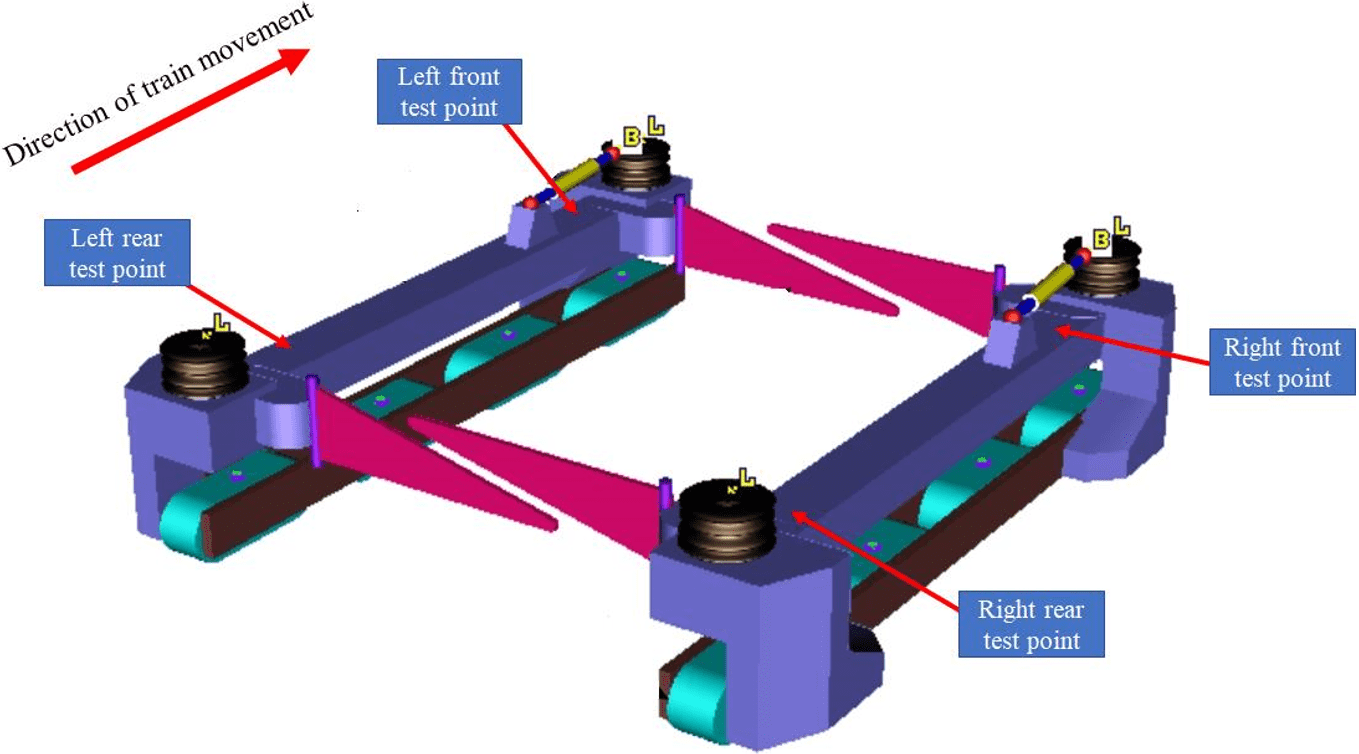 Direction of train movement
Left front
test point
B L
Left rear
test point
B L
L
Right front
test point
L
Right rear
test point